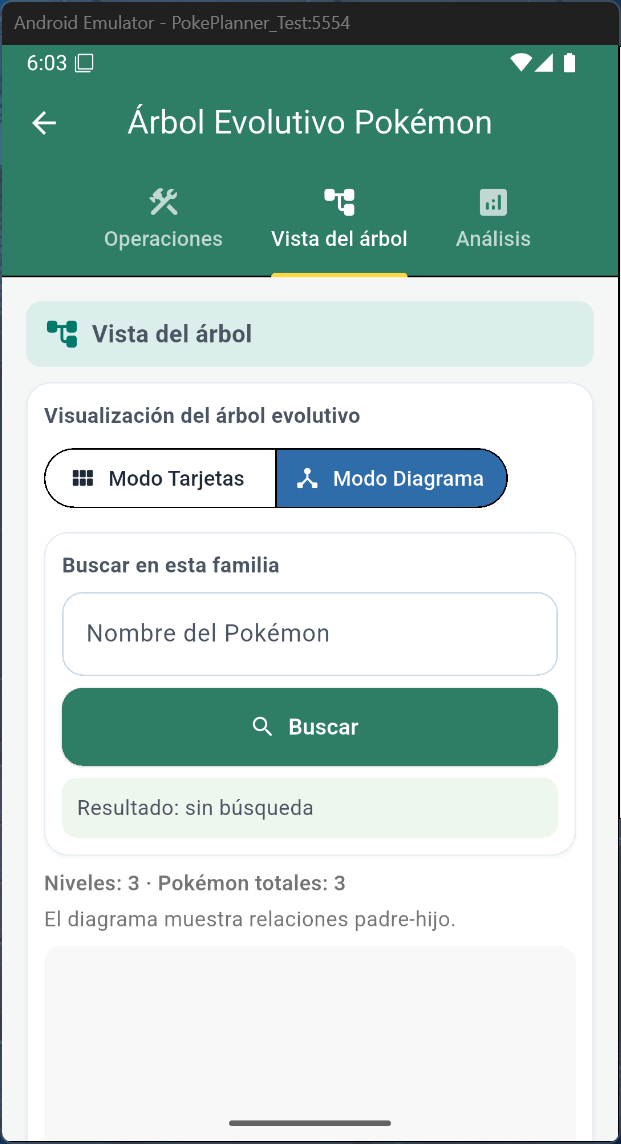 Android Emulator - PokePlanner_Test:5554
6:03
Árbol Evolutivo Pokémon
Operaciones
Vista del árbol
Análisis
Vista del árbol
Visualización del árbol evolutivo
Modo Tarjetas
Modo Diagrama
Buscar en esta familia
Nombre del Pokémon
Buscar
Resultado: sin búsqueda
Niveles: 3 · Pokémon totales: 3
El diagrama muestra relaciones padre-hijo.